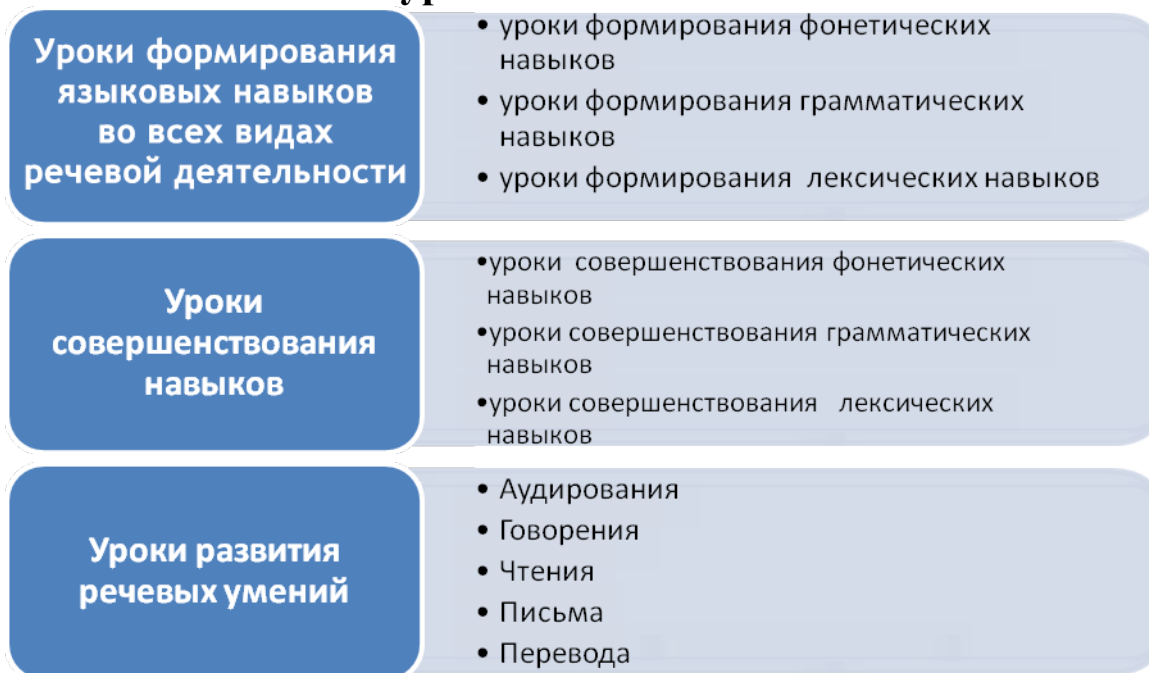 Уроки формирования
языковых навыков
во всех видах
речевой деятельности
• уроки формирования фонетических
навыков
• уроки формирования грамматических
навыков
• уроки формирования лексических навыков
Уроки
совершенствования
навыков
•уроки совершенствования фонетических
навыков
•уроки совершенствования грамматических
навыков
•уроки совершенствования лексических
навыков
Уроки развития
речевых умений
• Аудирования
• Говорения
• Чтения
• Письма
• Перевода